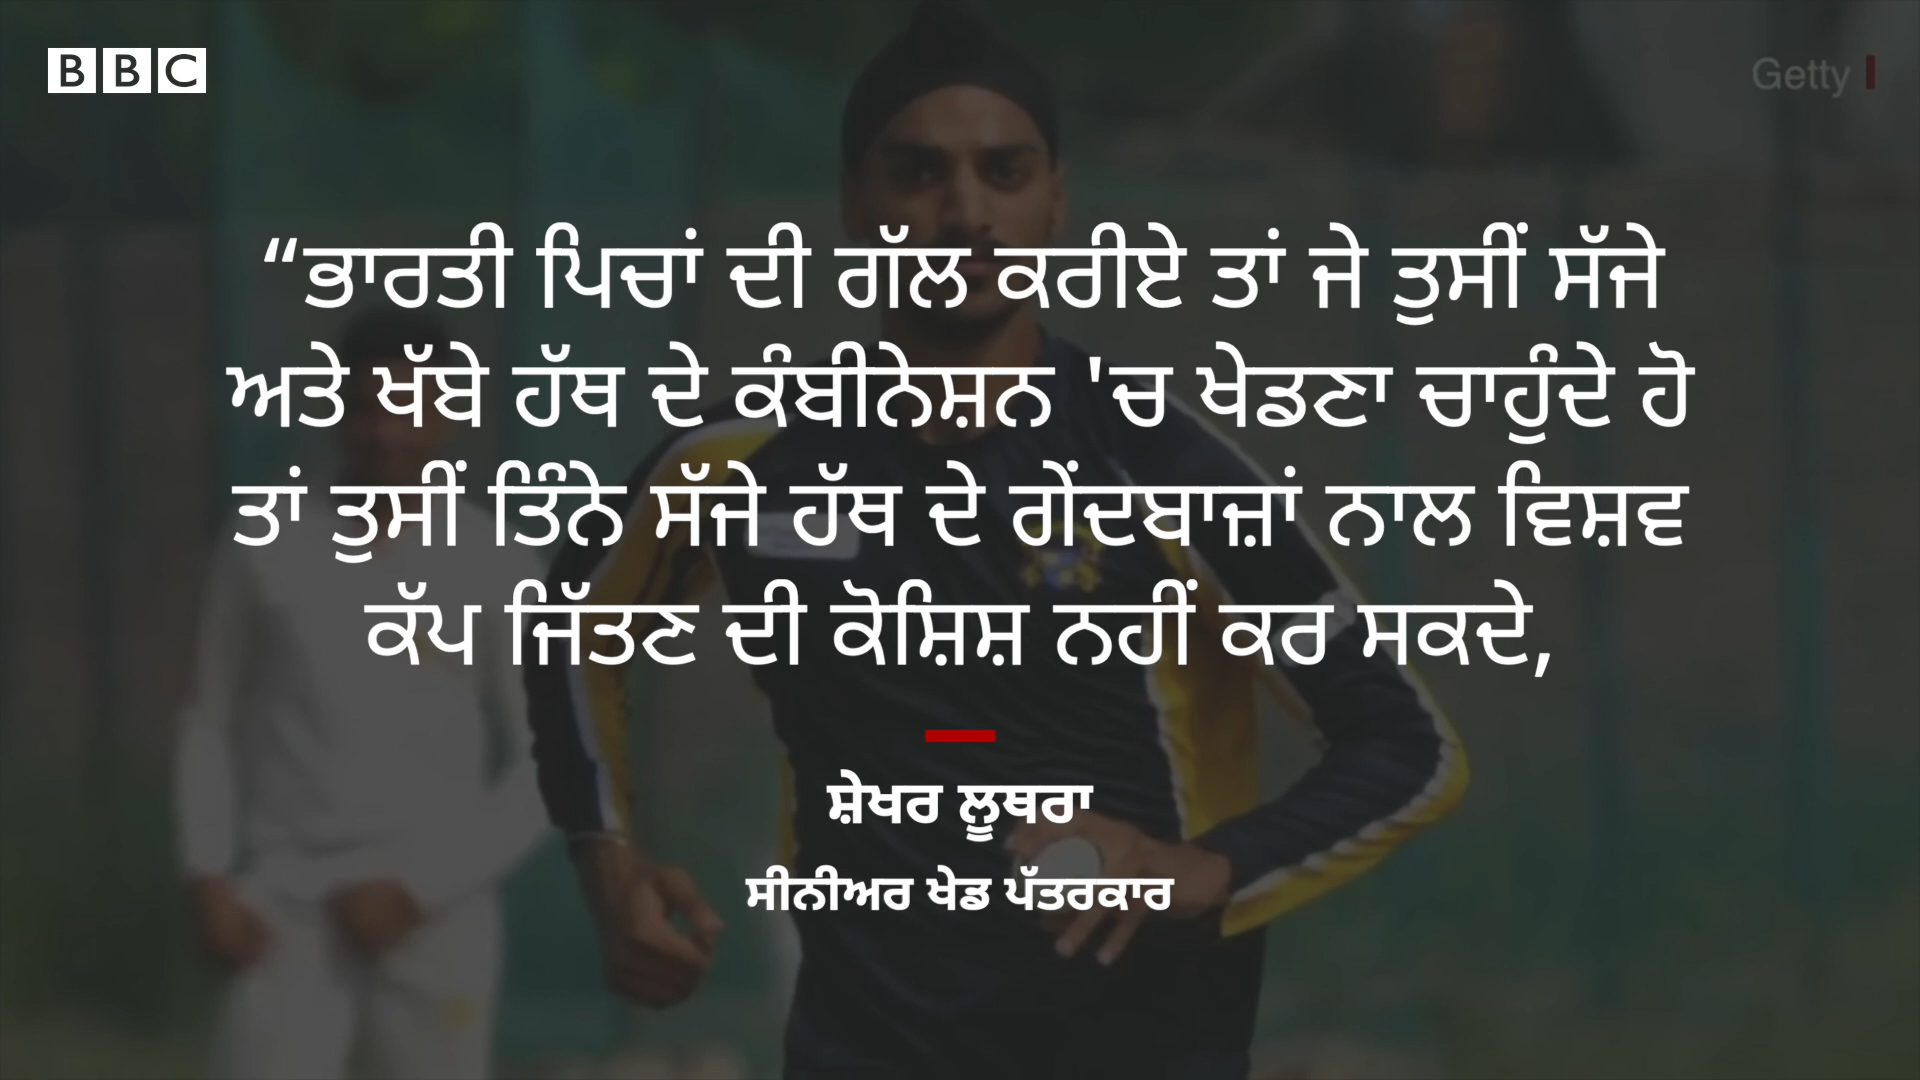 BBC
Getty
“ਭਾਰਤੀ ਪਿਚਾਂ ਦੀ ਗੱਲ ਕਰੀਏ ਤਾਂ ਜੇ ਤੁਸੀਂ ਸੱਜੇ
ਅਤੇ ਖੱਬੇ ਹੱਥ ਦੇ ਕੰਬੀਨੇਸ਼ਨ 'ਚ ਖੇਡਣਾ ਚਾਹੁੰਦੇ ਹੋ
ਤਾਂ ਤੁਸੀਂ ਤਿੰਨੇ ਸੱਜੇ ਹੱਥ ਦੇ ਗੇਂਦਬਾਜ਼ਾਂ ਨਾਲ ਵਿਸ਼ਵ
ਕੱਪ ਜਿੱਤਣ ਦੀ ਕੋਸ਼ਿਸ਼ ਨਹੀਂ ਕਰ ਸਕਦੇ,
ਸ਼ੇਖਰ ਲੂਥਰਾ
ਸੀਨੀਅਰ ਖੇਡ ਪੱਤਰਕਾਰ